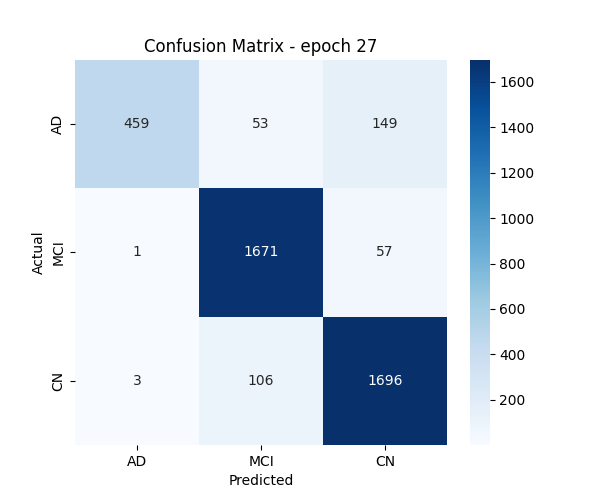 Confusion Matrix - epoch 27
AD
459
53
149
MCI
1
1671
57
CN
3
106
1696
AD
MCI
CN
Predicted
Actual
1600
1400
1200
1000
800
600
400
200